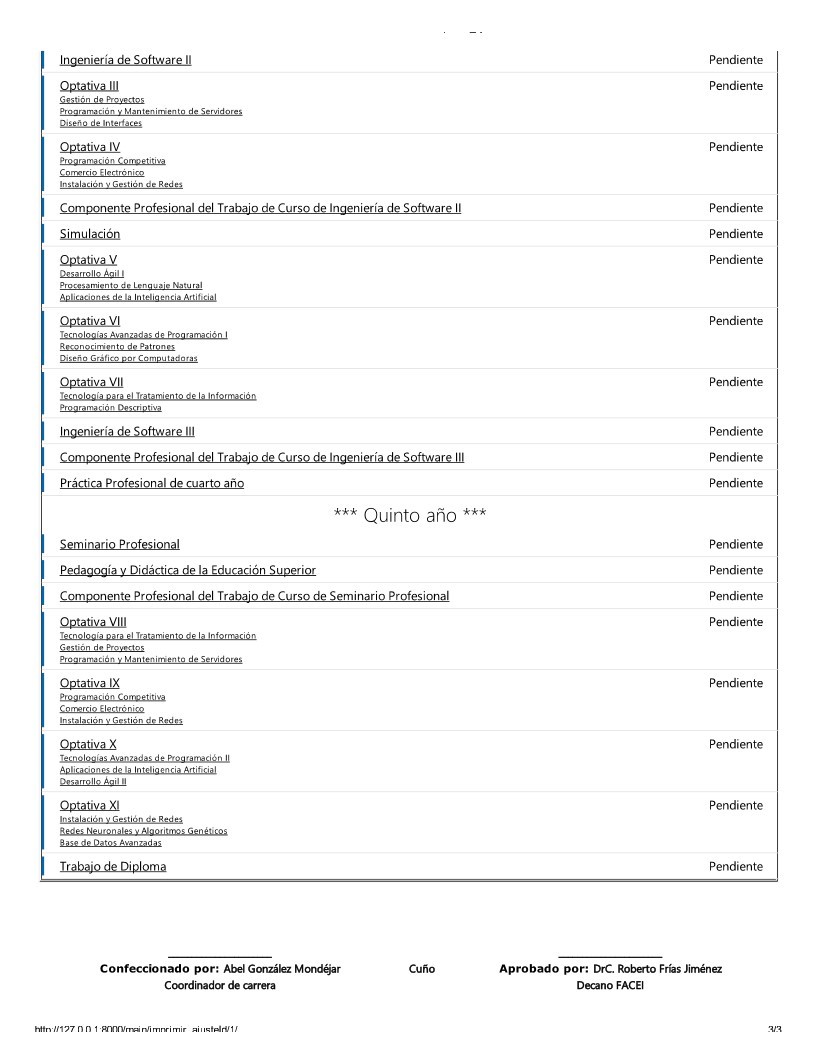 Ingeniería de Software II Pendiente
Optativa III Pendiente
Gestión de Proyectos
Programación y Mantenimiento de Servidores
Diseño de Interfaces
Optativa IV Pendiente
Programación Competitiva
Comercio Electrónico
Instalación y Gestión de Redes
Componente Profesional del Trabajo de Curso de Ingeniería de Software II Pendiente
Simulación Pendiente
Optativa V Pendiente
Desarrollo Ágil I
Procesamiento de Lenguaje Natural
Aplicaciones de la Inteligencia Artificial
Optativa VI Pendiente
Tecnologías Avanzadas de Programación I
Reconocimiento de Patrones
Diseño Gráfico por Computadoras
Optativa VII Pendiente
Tecnología para el Tratamiento de la Información
Programación Descriptiva
Ingeniería de Software III Pendiente
Componente Profesional del Trabajo de Curso de Ingeniería de Software III Pendiente
Práctica Profesional de cuarto año Pendiente
*** Quinto año ***
Seminario Profesional Pendiente
Pedagogía y Didáctica de la Educación Superior Pendiente
Componente Profesional del Trabajo de Curso de Seminario Profesional Pendiente
Optativa VIII Pendiente
Tecnología para el Tratamiento de la Información
Gestión de Proyectos
Programación y Mantenimiento de Servidores
Optativa IX Pendiente
Programación Competitiva
Comercio Electrónico
Instalación y Gestión de Redes
Optativa X Pendiente
Tecnologías Avanzadas de Programación II
Aplicaciones de la Inteligencia Artificial
Desarrollo Ágil II
Optativa XI Pendiente
Instalación y Gestión de Redes
Redes Neuronales y Algoritmos Genéticos
Base de Datos Avanzadas
Trabajo de Diploma Pendiente
Confeccionado por: Abel González Mondéjar Cuño Aprobado por: DrC. Roberto Frías Jiménez
Coordinador de carrera Decano FACEI
http://127.0.0.1:8000/main/imprimir_ajusteId/1/ 3/3